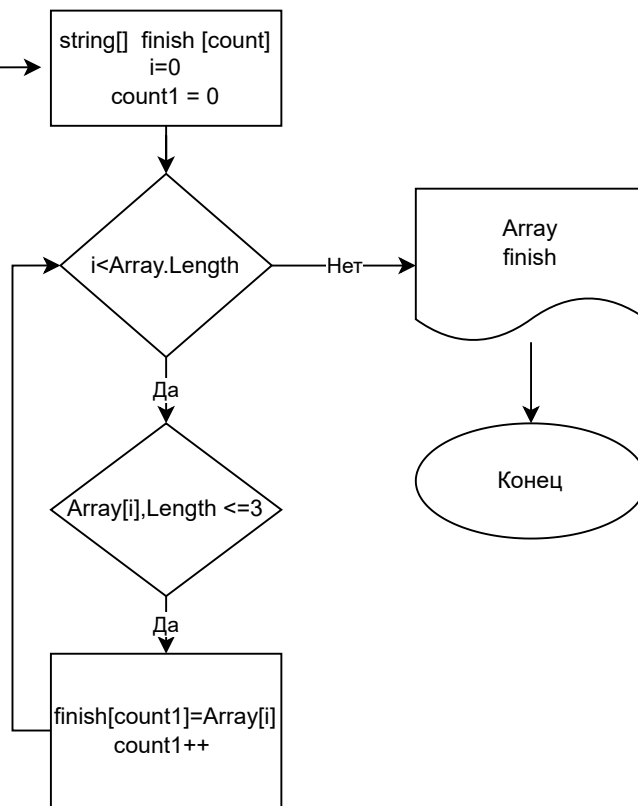 string[] finish [count]
i=0
count1 = 0
i<Array.Length
Нет
Array
finish
Да
Array[i],Length <=3
Конец
Да
finish[count1]=Array[i]
count1++